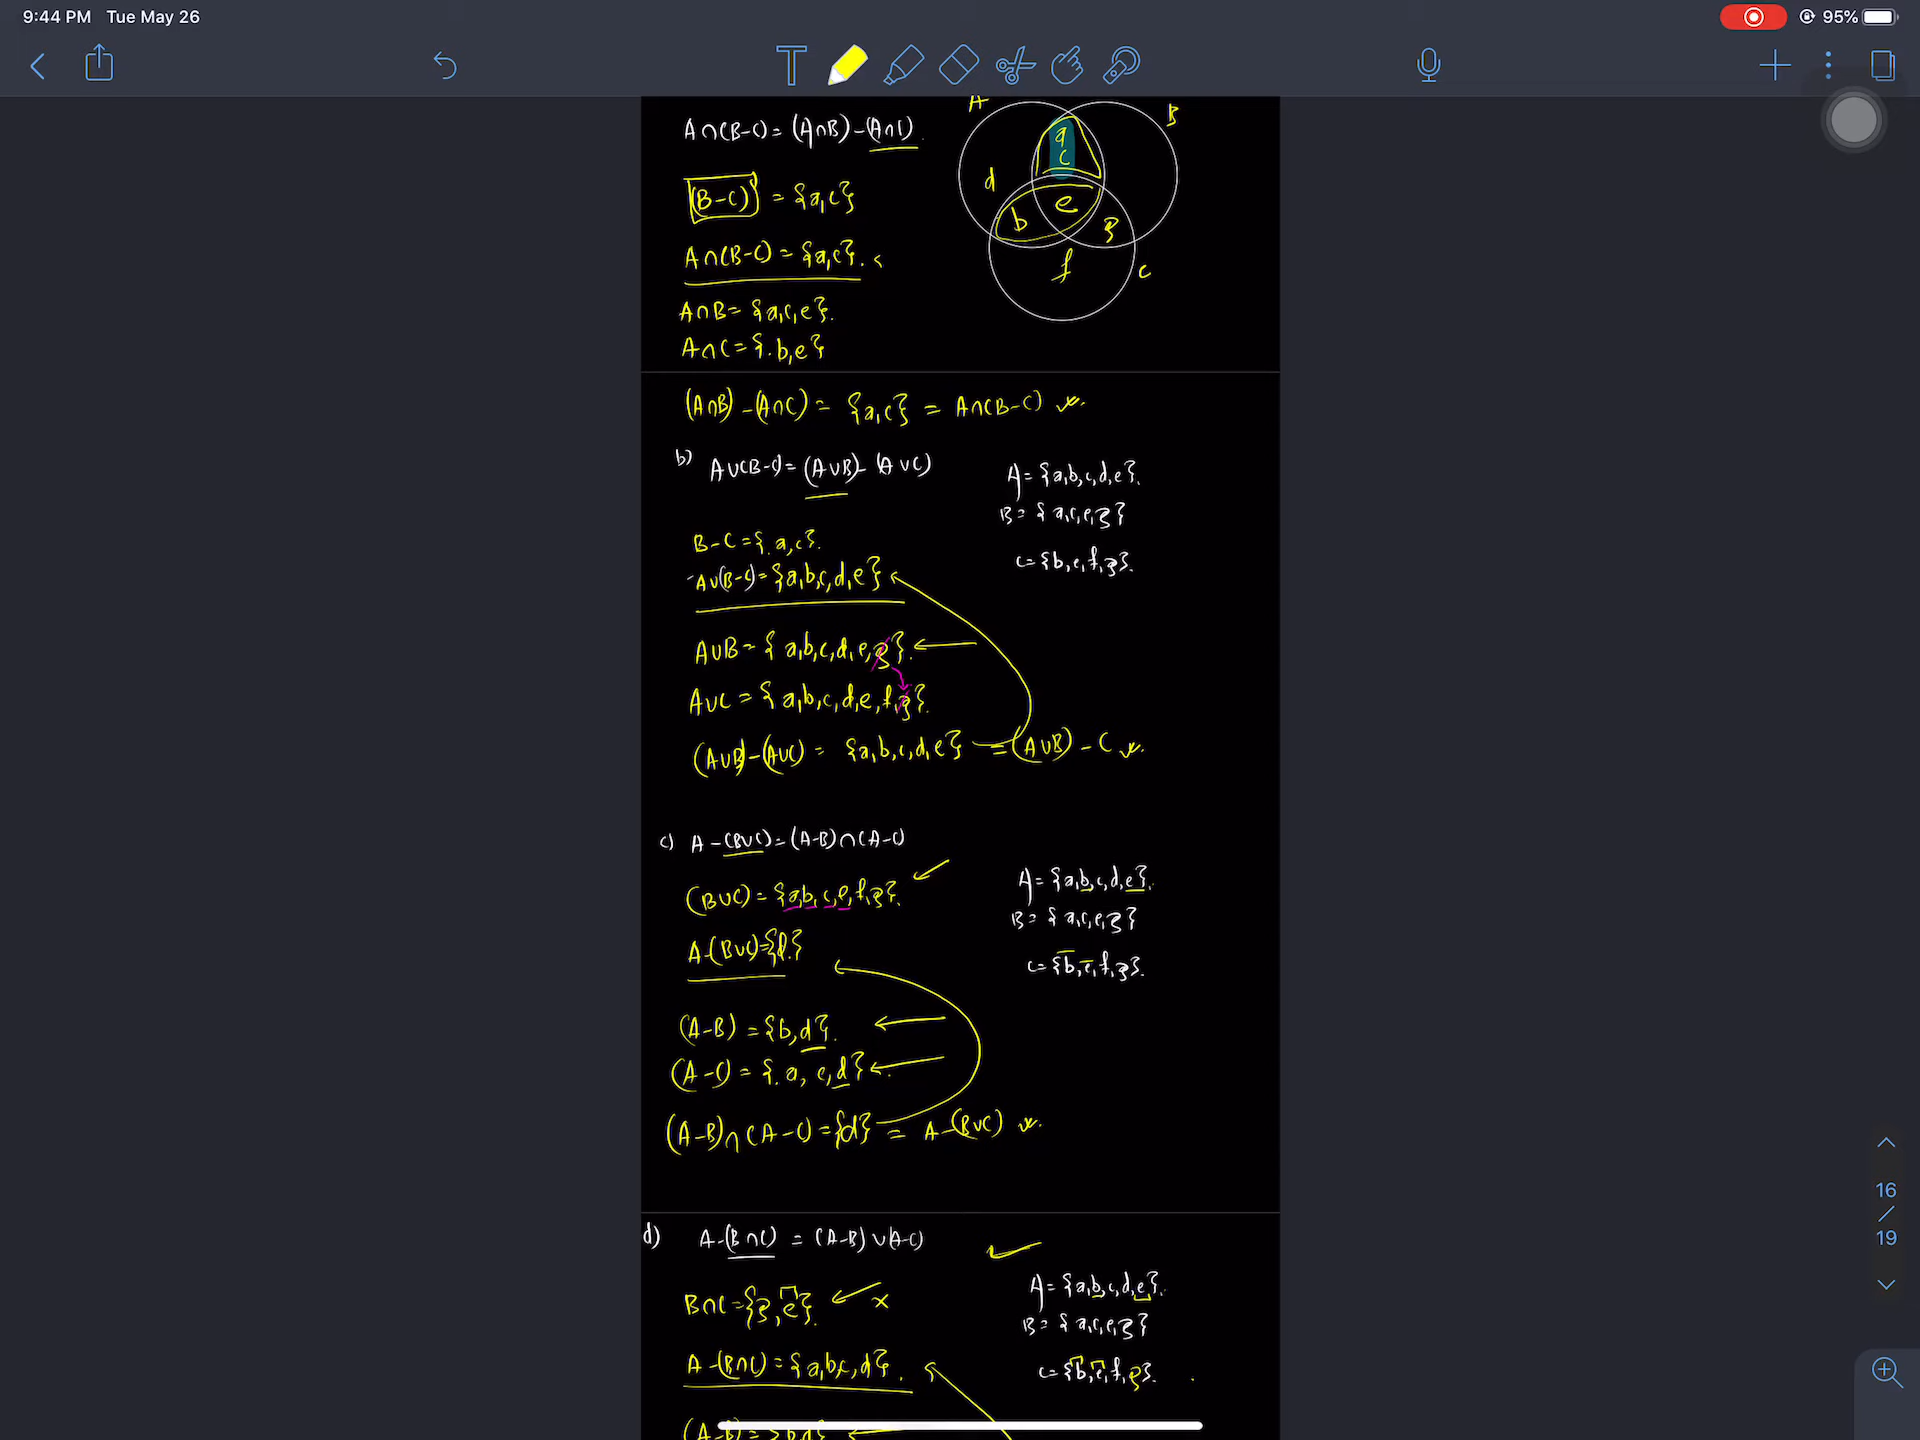 9:44 PM Tue May 26
95%
A∩(B-C)=(A∩B)-(A∩C)
(B-C) = {a,c}
A∩(B-C) = {a,c}.
A∩B= {a,c,e}.
A∩C={.b,e}
A
B
a
c
d
e
b
g
f
C
(A∩B)-(A∩C) = {a,c} = A∩(B-C)
b) A∪(B-C)=(A∪B)-(A∪C)
A={a,b,c,d,e}.
B={a,c,e,g}
C={b,e,f,g}.
B-C={.a,c}.
A∪(B-C)={a,b,c,d,e}
A∪B={a,b,c,d,e,g}.
A∪C={a,b,c,d,e,f,g}.
(A∪B)-(A∪C) = {a,b,c,d,e} =(A∪B)-C
c) A-(B∪C)=(A-B)∩(A-C)
(B∪C)={a,b,c,e,f,g}.
A={a,b,c,d,e}.
B={a,c,e,g}
C={b,e,f,g}.
A-(B∪C)={d.}
(A-B)={b,d}.
(A-C)={.a,c,d}.
(A-B)∩(A-C)={d} = A-(B∪C)
d) A-(B∩C) = (A-B)∪(A-C)
B∩C={g,e}. x
A={a,b,c,d,e}.
B={a,c,e,g}
C={b,e,f,g}.
A-(B∩C)={a,b,c,d}.
(A-B)={b,d}
16
/
19